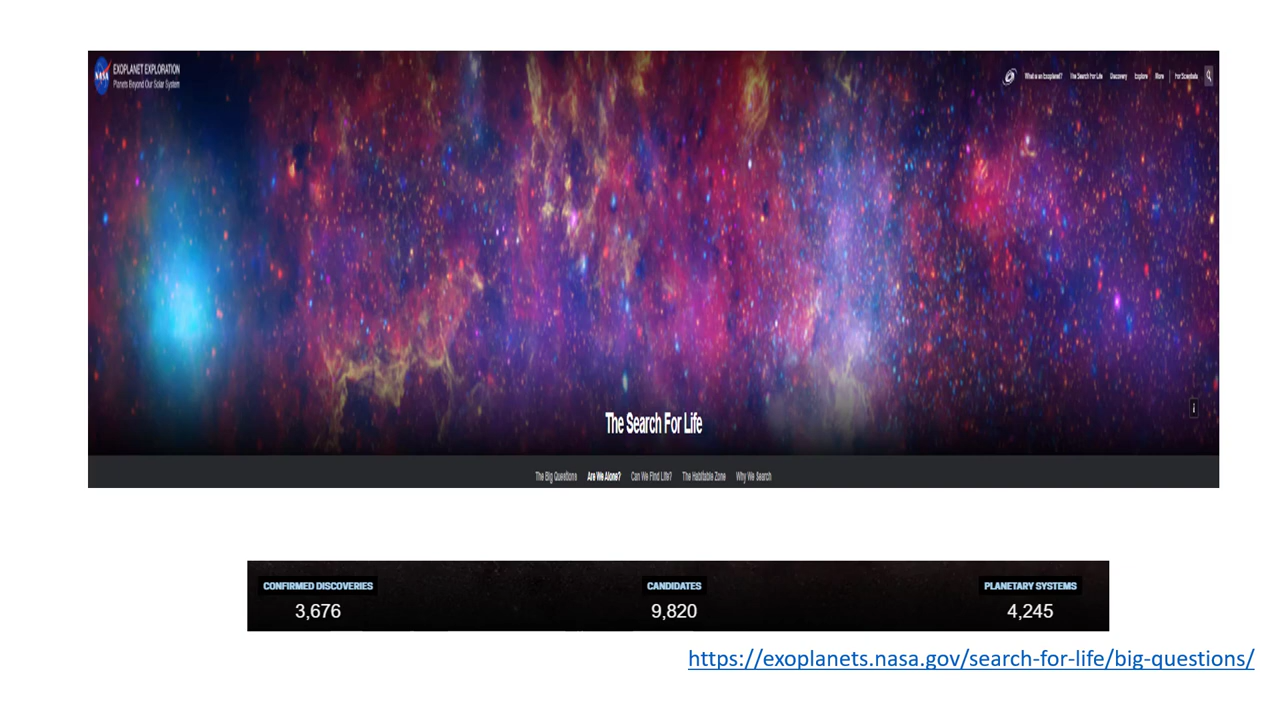 NASA
EXOPLANET EXPLORATION
Planets Beyond Our Solar System
What is an Exoplanet? The Search For Life Discovery Explore More For Scientists
The Search For Life
i
The Big Questions Are We Alone? Can We Find Life? The Habitable Zone Why We Search
CONFIRMED DISCOVERIES CANDIDATES PLANETARY SYSTEMS
3,676 9,820 4,245
https://exoplanets.nasa.gov/search-for-life/big-questions/